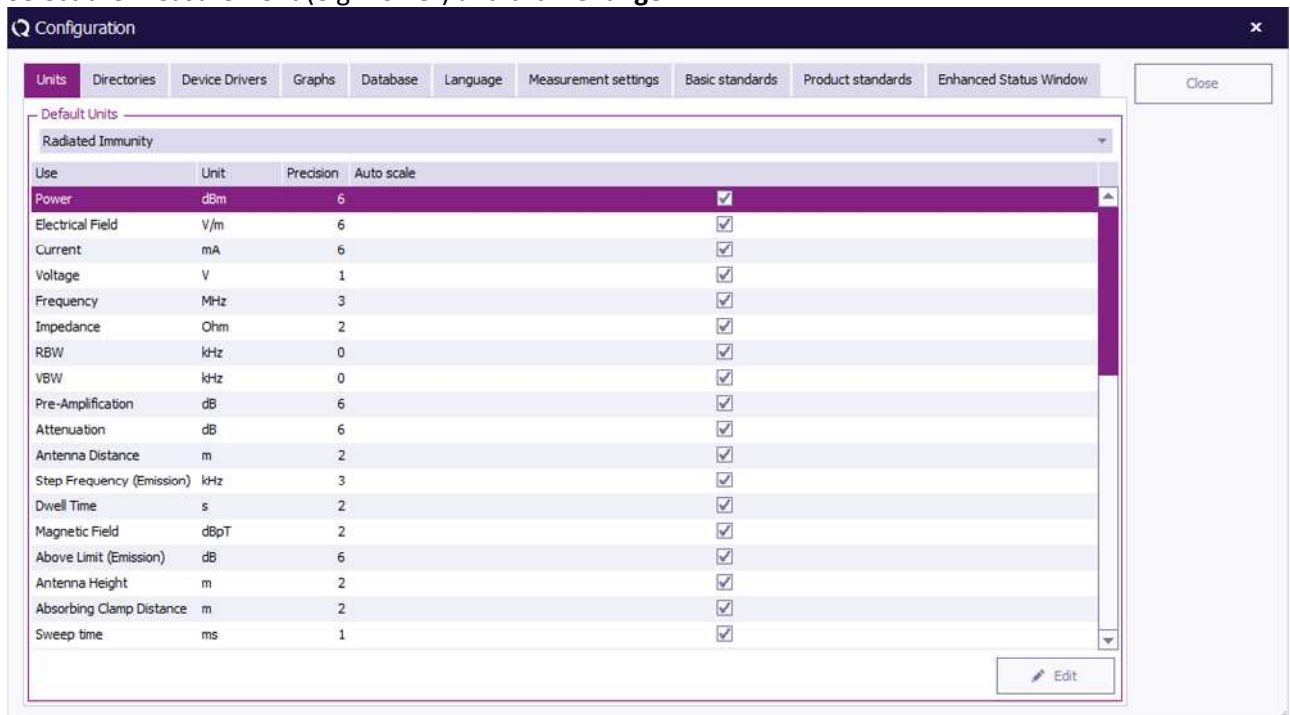 Configuration
Units Directories Device Drivers Graphs Database Language Measurement settings Basic standards Product standards Enhanced Status Window Close
Default Units
Radiated Immunity
Use Unit Precision Auto scale
Power dBm 6
Electrical Field V/m 6
Current mA 6
Voltage V 1
Frequency MHz 3
Impedance Ohm 2
RBW kHz 0
VBW kHz 0
Pre-Amplification dB 6
Attenuation dB 6
Antenna Distance m 2
Step Frequency (Emission) kHz 3
Dwell Time s 2
Magnetic Field dBpT 2
Above Limit (Emission) dB 6
Antenna Height m 2
Absorbing Clamp Distance m 2
Sweep time ms 1
Edit